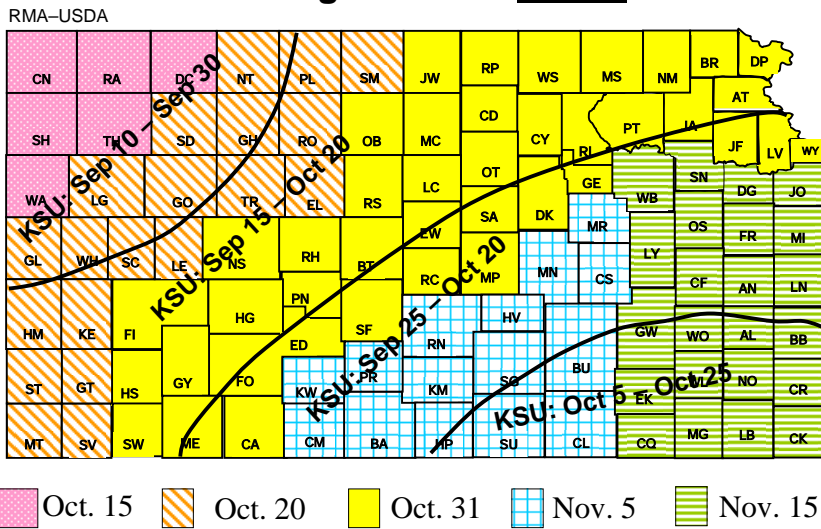 RMA–USDA
CN RA DC NT PL SM JW RP WS MS NM BR DP
SH TH SD GH RO OB MC CD CY RI PT JA AT JF LV WY
WA LG GO TR EL RS LC OT GE WB SN DG JO
GL WH SC LE NS RH BT EW SA DK MR LY OS FR MI
HM KE FI HG PN ED SF RC MP MN CS CF AN LN
ST GT HS GY FO KW PR RN HV BU GW WO AL BB
MT SV SW ME CA CM BA KM HP SU CL EK CQ MG NO LB CR CK
KSU: Sep 10 – Sep 30
KSU: Sep 15 – Oct 20
KSU: Sep 25 – Oct 20
KSU: Oct 5 – Oct 25
Oct. 15 Oct. 20 Oct. 31 Nov. 5 Nov. 15